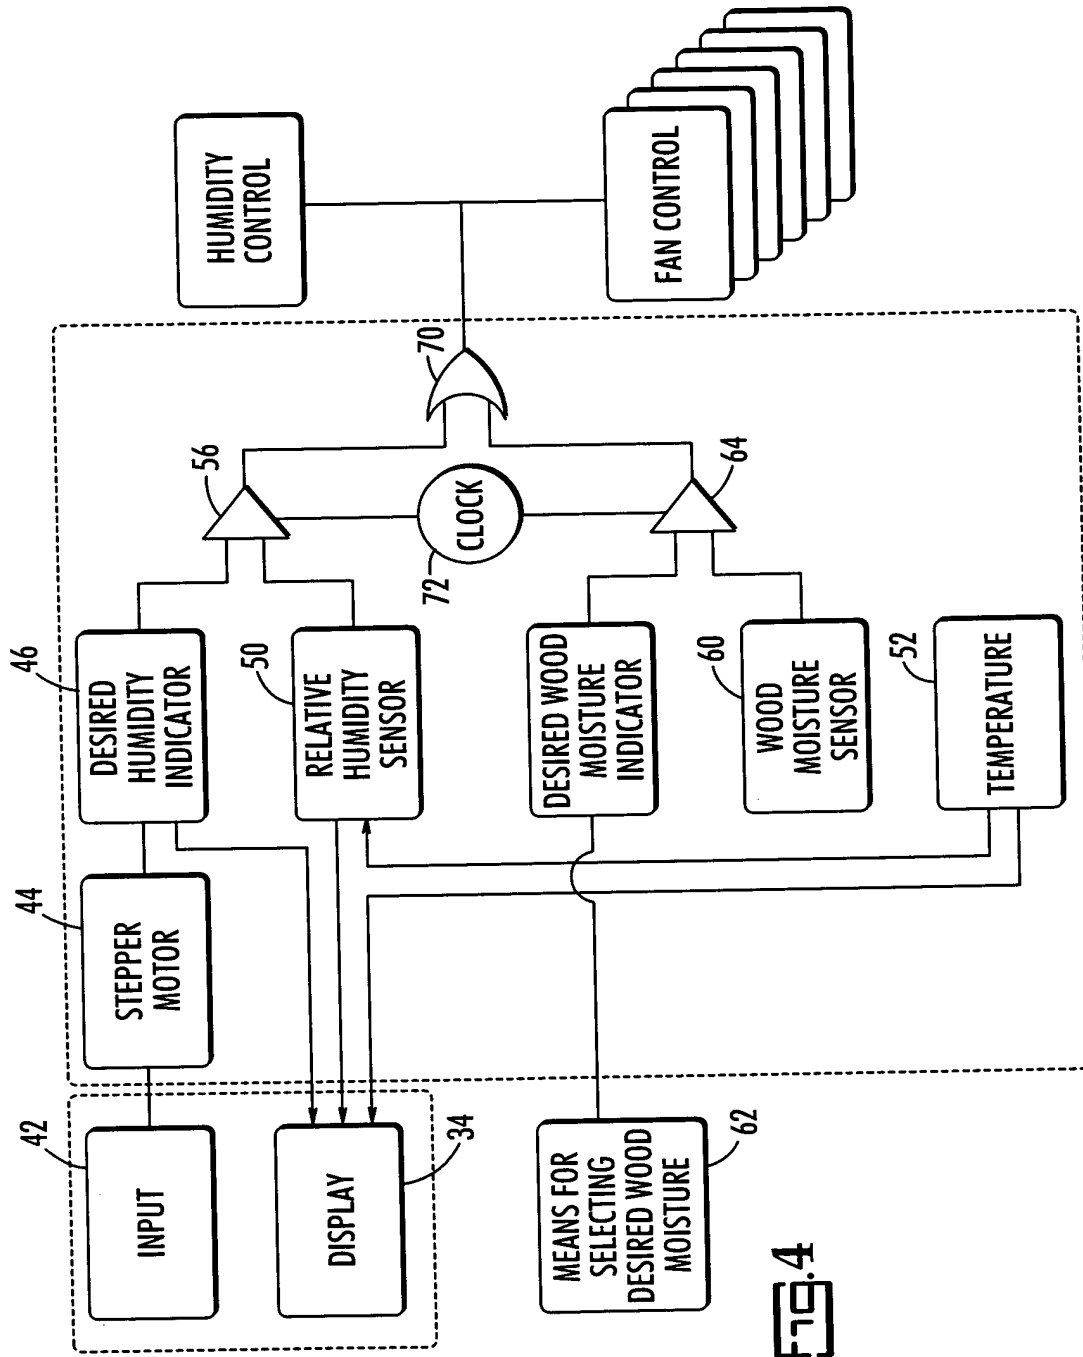 42
INPUT
44
STEPPER
MOTOR
46
DESIRED
HUMIDITY
INDICATOR
56
HUMIDITY
CONTROL
DISPLAY
34
50
RELATIVE
HUMIDITY
SENSOR
72
CLOCK
70
MEANS FOR
SELECTING
DESIRED WOOD
MOISTURE
62
DESIRED WOOD
MOISTURE
INDICATOR
64
FAN CONTROL
60
WOOD
MOISTURE
SENSOR
52
TEMPERATURE
FIG.4